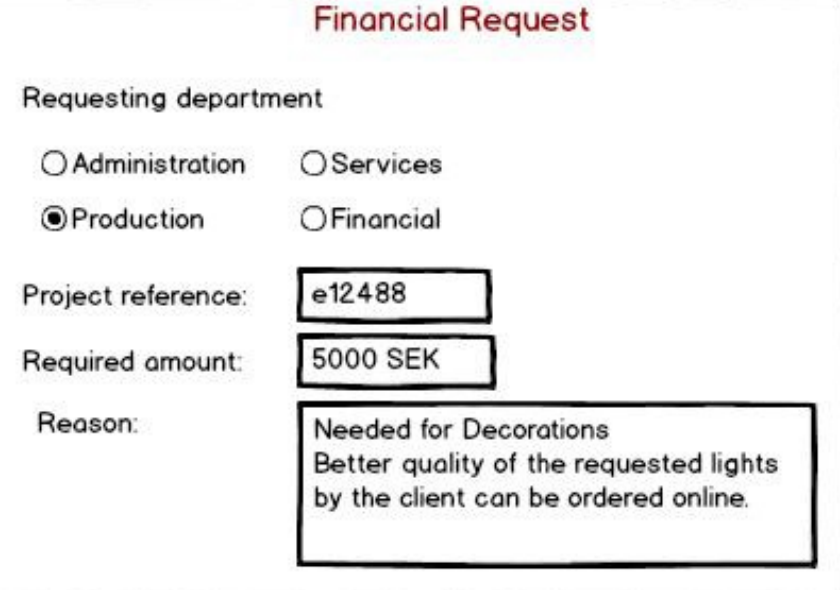 Financial Request
Requesting department
Administration Services
Production Financial
Project reference: e12488
Required amount: 5000 SEK
Reason: Needed for Decorations
Better quality of the requested lights
by the client can be ordered online.